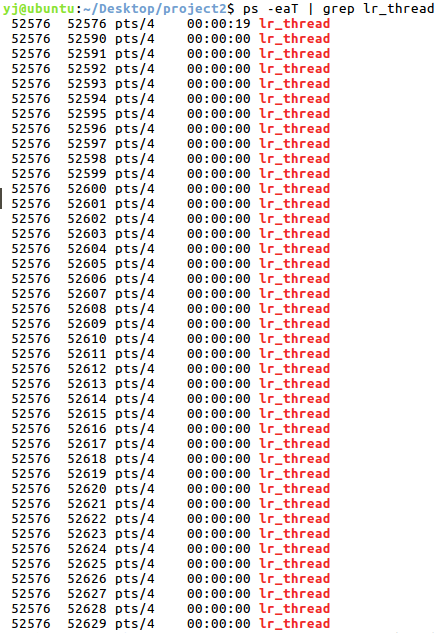 yj@ubuntu:~/Desktop/project2$ ps -eaT | grep lr_thread
52576 52576 pts/4 00:00:19 lr_thread
52576 52590 pts/4 00:00:00 lr_thread
52576 52591 pts/4 00:00:00 lr_thread
52576 52592 pts/4 00:00:00 lr_thread
52576 52593 pts/4 00:00:00 lr_thread
52576 52594 pts/4 00:00:00 lr_thread
52576 52595 pts/4 00:00:00 lr_thread
52576 52596 pts/4 00:00:00 lr_thread
52576 52597 pts/4 00:00:00 lr_thread
52576 52598 pts/4 00:00:00 lr_thread
52576 52599 pts/4 00:00:00 lr_thread
52576 52600 pts/4 00:00:00 lr_thread
52576 52601 pts/4 00:00:00 lr_thread
52576 52602 pts/4 00:00:00 lr_thread
52576 52603 pts/4 00:00:00 lr_thread
52576 52604 pts/4 00:00:00 lr_thread
52576 52605 pts/4 00:00:00 lr_thread
52576 52606 pts/4 00:00:00 lr_thread
52576 52607 pts/4 00:00:00 lr_thread
52576 52608 pts/4 00:00:00 lr_thread
52576 52609 pts/4 00:00:00 lr_thread
52576 52610 pts/4 00:00:00 lr_thread
52576 52611 pts/4 00:00:00 lr_thread
52576 52612 pts/4 00:00:00 lr_thread
52576 52613 pts/4 00:00:00 lr_thread
52576 52614 pts/4 00:00:00 lr_thread
52576 52615 pts/4 00:00:00 lr_thread
52576 52616 pts/4 00:00:00 lr_thread
52576 52617 pts/4 00:00:00 lr_thread
52576 52618 pts/4 00:00:00 lr_thread
52576 52619 pts/4 00:00:00 lr_thread
52576 52620 pts/4 00:00:00 lr_thread
52576 52621 pts/4 00:00:00 lr_thread
52576 52622 pts/4 00:00:00 lr_thread
52576 52623 pts/4 00:00:00 lr_thread
52576 52624 pts/4 00:00:00 lr_thread
52576 52625 pts/4 00:00:00 lr_thread
52576 52626 pts/4 00:00:00 lr_thread
52576 52627 pts/4 00:00:00 lr_thread
52576 52628 pts/4 00:00:00 lr_thread
52576 52629 pts/4 00:00:00 lr_thread